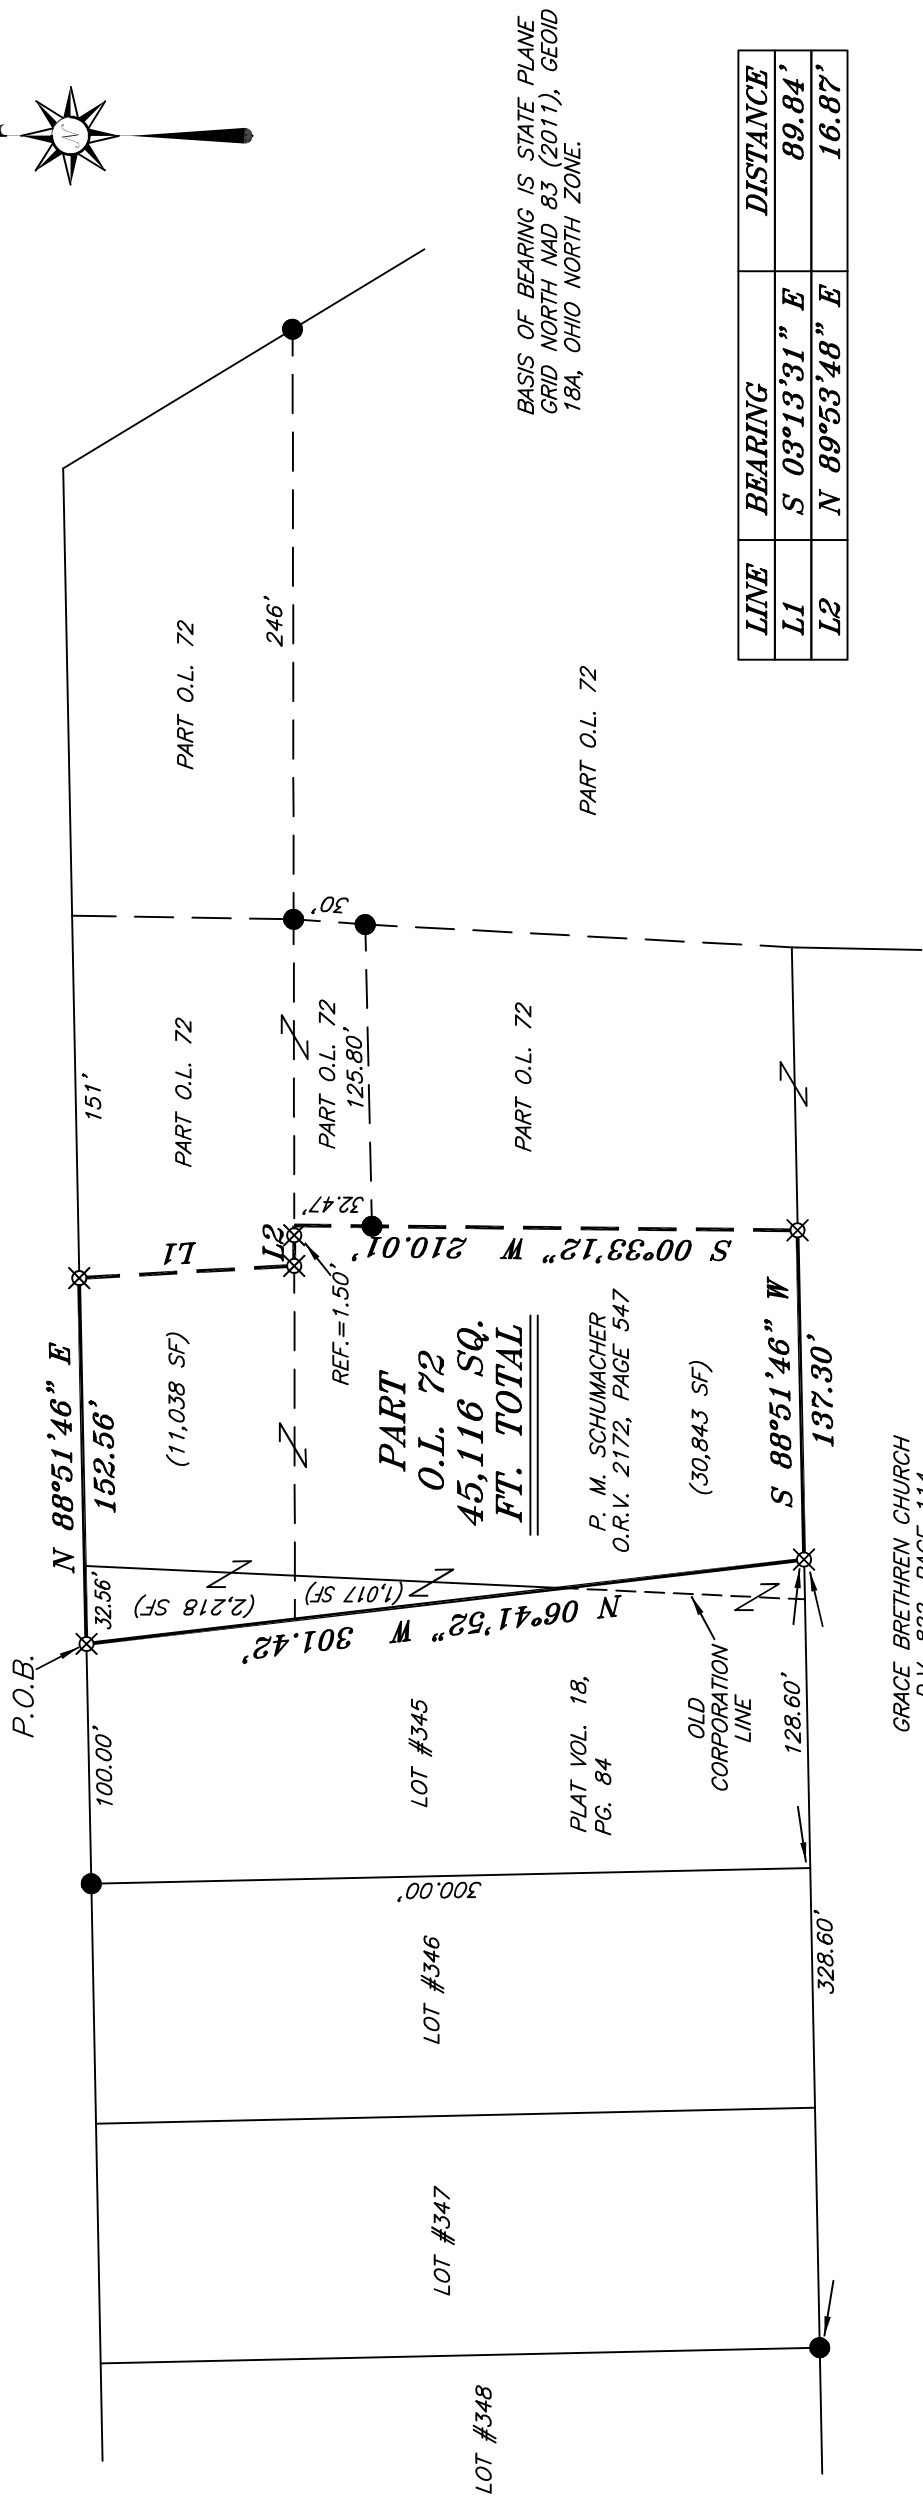 N
P.O.B.
N 88°51'46" E
152.56'
32.56'
100.00'
151'
PART O.L. 72
PART O.L. 72
246'
30'
PART O.L. 72
125.80'
PART O.L. 72
PART O.L. 72
L1
L2
32.47'
S 00°33'12" W 210.01'
REF.=1.50'
(11,038 SF)
PART
O.L. 72
45,116 SQ.
FT. TOTAL
P. M. SCHUMACHER
O.R.V. 2172, PAGE 547
(30,843 SF)
S 88°51'46" W
137.30'
(2,218 SF)
(1,017 SF)
N 06°41'52" W 301.42'
OLD
CORPORATION
LINE
LOT #345
PLAT VOL. 18,
PG. 84
128.60'
300.00'
328.60'
LOT #346
LOT #347
LOT #348
GRACE BRETHREN CHURCH
D.V. 822, PAGE 114
BASIS OF BEARING IS STATE PLANE
GRID NORTH NAD 83 (2011), GEOID
18A, OHIO NORTH ZONE.
LINE BEARING DISTANCE
L1 S 03°13'31" E 89.84'
L2 N 89°53'48" E 16.87'